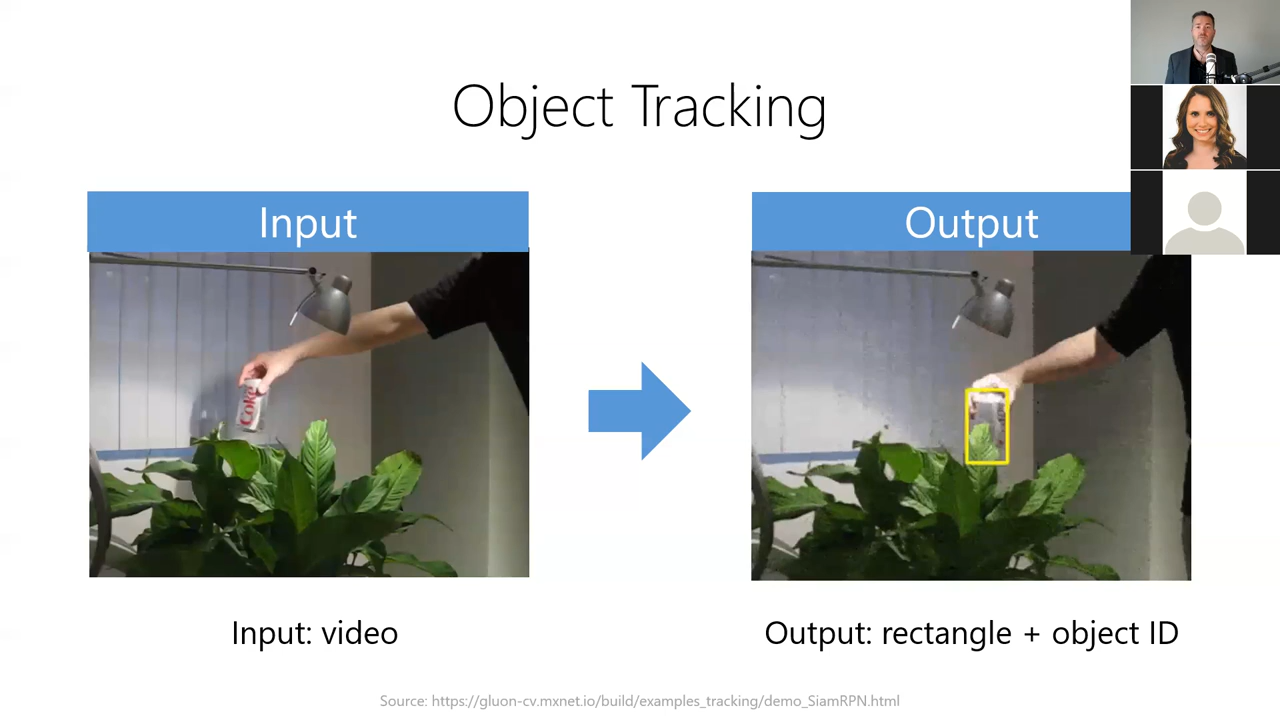 Object Tracking
Input
Output
Coke
Input: video
Output: rectangle + object ID
Source: https://gluon-cv.mxnet.io/build/examples_tracking/demo_SiamRPN.html